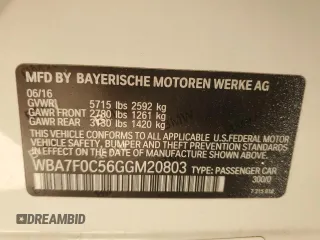 MFD BY BAYERISCHE MOTOREN WERKE AG
06/16
GVWR 5715 lbs 2592 kg
GAWR FRONT 2780 lbs 1261 kg
GAWR REAR 3130 lbs 1420 kg
THIS VEHICLE CONFORMS TO ALL APPLICABLE
U.S. FEDERAL MOTOR VEHICLE SAFETY,
BUMPER, AND THEFT PREVENTION STANDARDS
IN EFFECT ON THE DATE OF
MANUFACTURE SHOWN ABOVE.
WBA7F0C56GGM20803 TYPE: PASSENGER CAR
300/0
DREAMBID